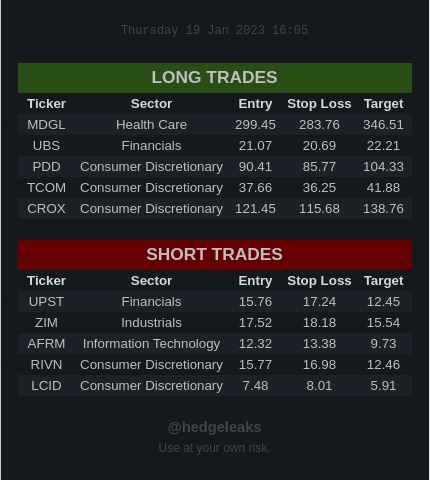 Thursday 19 Jan 2023 16:05
LONG TRADES
Ticker Sector Entry Stop Loss Target
MDGL Health Care 299.45 283.76 346.51
UBS Financials 21.07 20.69 22.21
PDD Consumer Discretionary 90.41 85.77 104.33
TCOM Consumer Discretionary 37.66 36.25 41.88
CROX Consumer Discretionary 121.45 115.68 138.76
SHORT TRADES
Ticker Sector Entry Stop Loss Target
UPST Financials 15.76 17.24 12.45
ZIM Industrials 17.52 18.18 15.54
AFRM Information Technology 12.32 13.38 9.73
RIVN Consumer Discretionary 15.77 16.98 12.46
LCID Consumer Discretionary 7.48 8.01 5.91
@hedgeleaks
Use at your own risk.